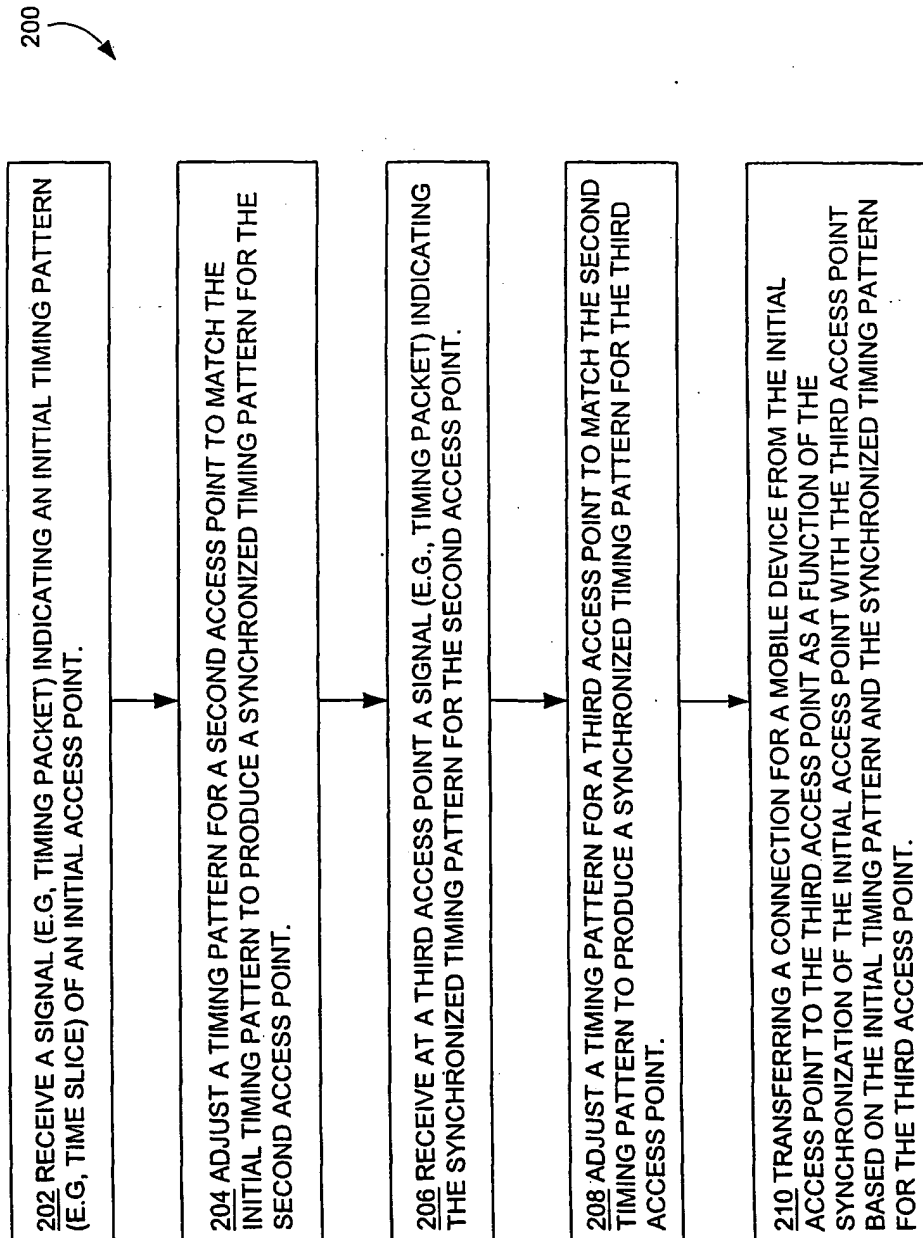 200
202 RECEIVE A SIGNAL (E.G, TIMING PACKET) INDICATING AN INITIAL TIMING PATTERN
(E.G, TIME SLICE) OF AN INITIAL ACCESS POINT.
204 ADJUST A TIMING PATTERN FOR A SECOND ACCESS POINT TO MATCH THE
INITIAL TIMING PATTERN TO PRODUCE A SYNCHRONIZED TIMING PATTERN FOR THE
SECOND ACCESS POINT.
206 RECEIVE AT A THIRD ACCESS POINT A SIGNAL (E.G., TIMING PACKET) INDICATING
THE SYNCHRONIZED TIMING PATTERN FOR THE SECOND ACCESS POINT.
208 ADJUST A TIMING PATTERN FOR A THIRD ACCESS POINT TO MATCH THE SECOND
TIMING PATTERN TO PRODUCE A SYNCHRONIZED TIMING PATTERN FOR THE THIRD
ACCESS POINT.
210 TRANSFERRING A CONNECTION FOR A MOBILE DEVICE FROM THE INITIAL
ACCESS POINT TO THE THIRD ACCESS POINT AS A FUNCTION OF THE
SYNCHRONIZATION OF THE INITIAL ACCESS POINT WITH THE THIRD ACCESS POINT
BASED ON THE INITIAL TIMING PATTERN AND THE SYNCHRONIZED TIMING PATTERN
FOR THE THIRD ACCESS POINT.